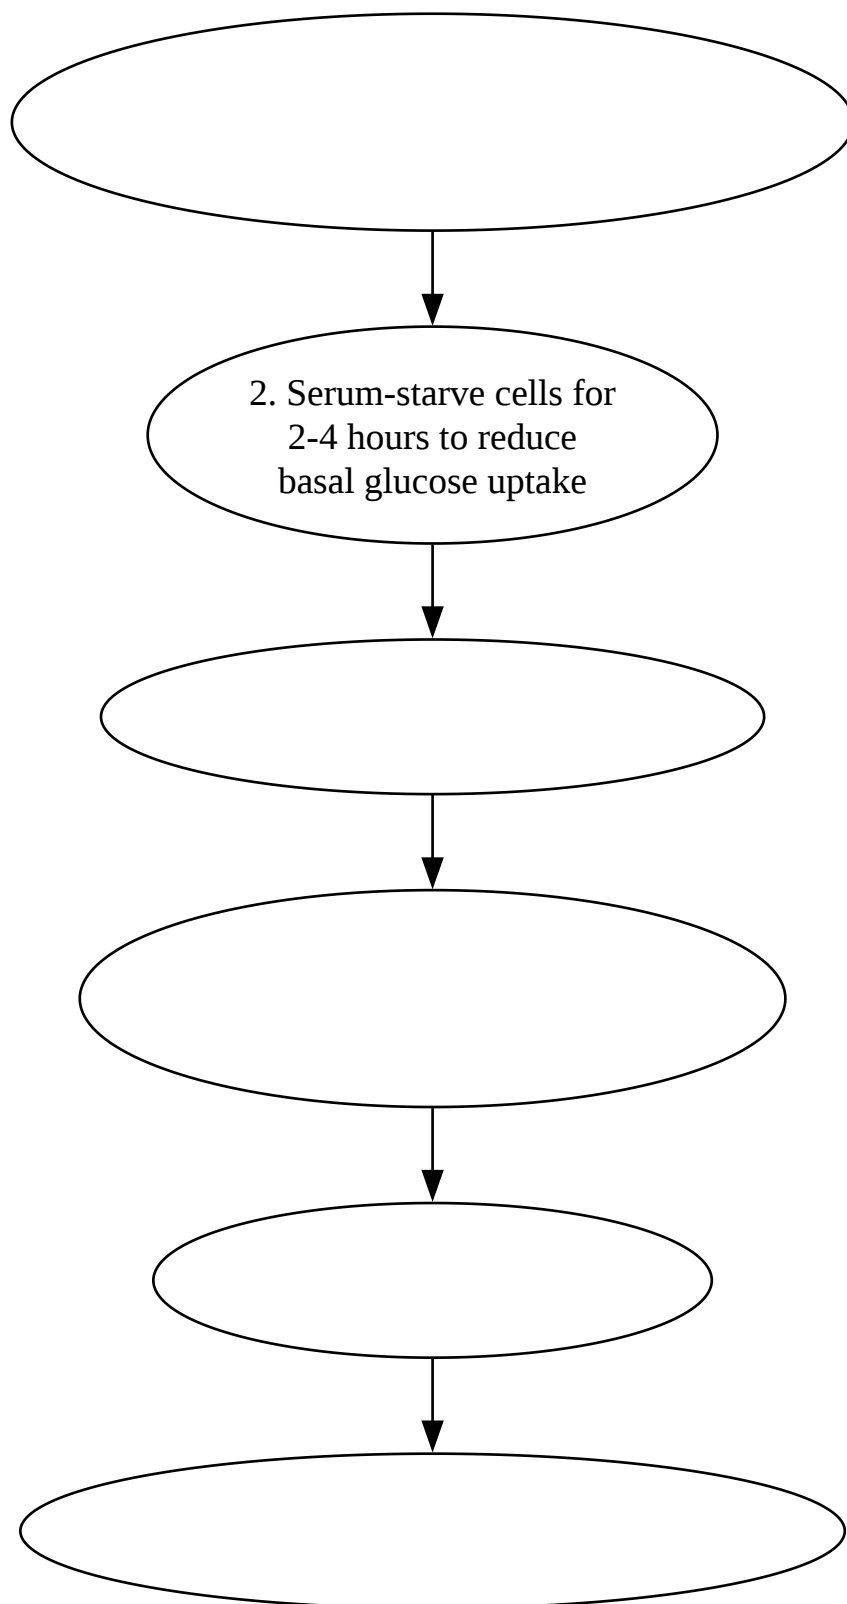 2. Serum-starve cells for
2-4 hours to reduce
basal glucose uptake